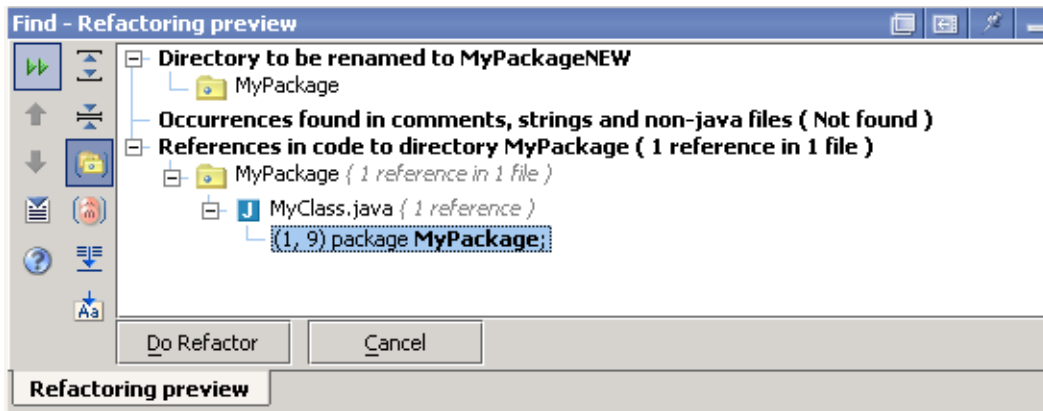 Find - Refactoring preview
Directory to be renamed to MyPackageNEW
MyPackage
Occurrences found in comments, strings and non-java files ( Not found )
References in code to directory MyPackage ( 1 reference in 1 file )
MyPackage ( 1 reference in 1 file )
J MyClass.java ( 1 reference )
(1, 9) package MyPackage;
Aa
Do Refactor Cancel
Refactoring preview